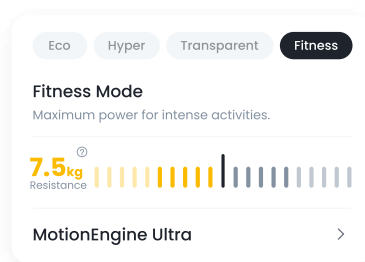 Eco Hyper Transparent Fitness
Fitness Mode
Maximum power for intense activities.
?
7.5kg
Resistance
MotionEngine Ultra